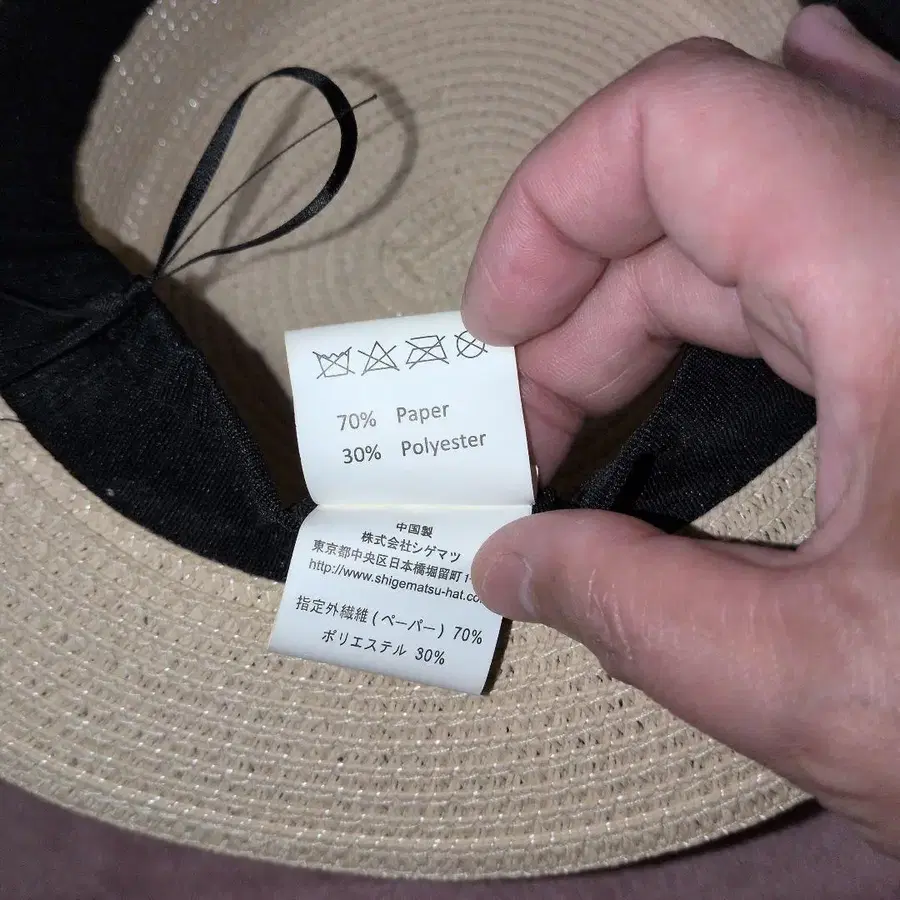 70% Paper
30% Polyester
中国製
株式会社シゲマツ
東京都中央区日本橋堀留町1
http://www.shigematsu-hat.co
指定外繊維 (ペーパー) 70%
ポリエステル 30%